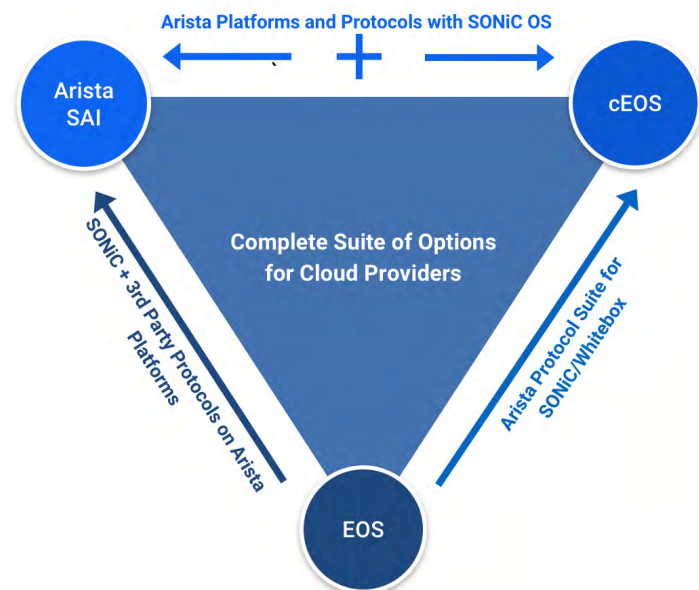 Arista Platforms and Protocols with SONiC OS
Arista
SAI
cEOS
Complete Suite of Options
for Cloud Providers
SONiC + 3rd Party Protocols on Arista
Platforms
Arista Protocol Suite for
SONiC/Whitebox
EOS